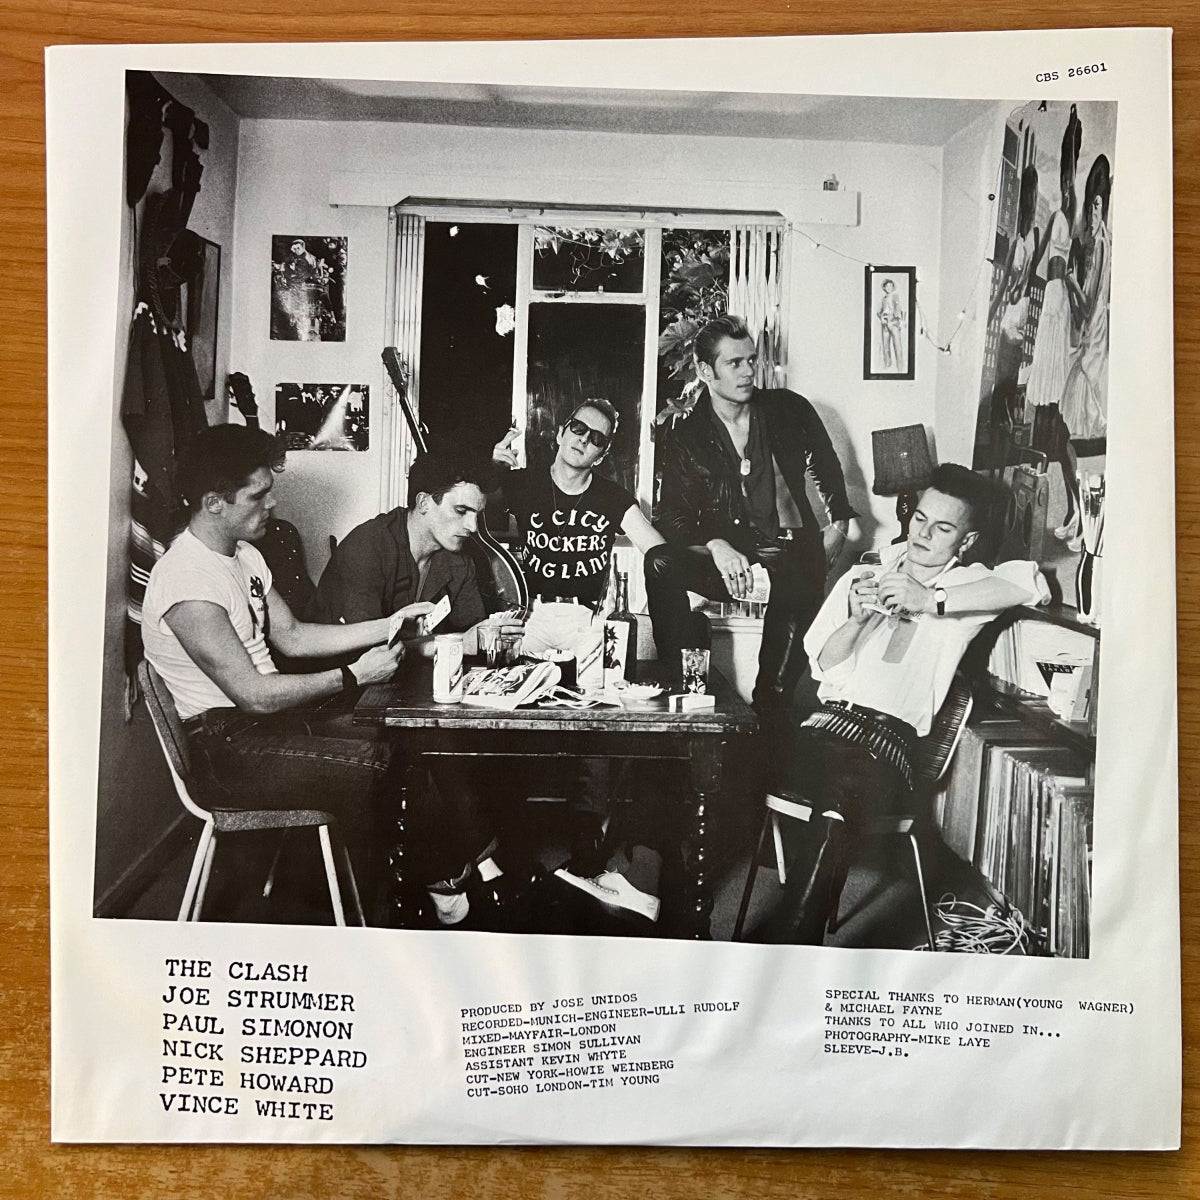 CBS 26601
C CITY
ROCKERS
ENGLAND
THE CLASH
JOE STRUMMER
PAUL SIMONON
NICK SHEPPARD
PETE HOWARD
VINCE WHITE
PRODUCED BY JOSE UNIDOS
RECORDED-MUNICH-ENGINEER-ULLI RUDOLF
MIXED-MAYFAIR-LONDON
ENGINEER SIMON SULLIVAN
ASSISTANT KEVIN WHYTE
CUT-NEW YORK-HOWIE WEINBERG
CUT-SOHO LONDON-TIM YOUNG
SPECIAL THANKS TO HERMAN(YOUNG WAGNER)
& MICHAEL FAYNE
THANKS TO ALL WHO JOINED IN...
PHOTOGRAPHY-MIKE LAYE
SLEEVE-J.B.